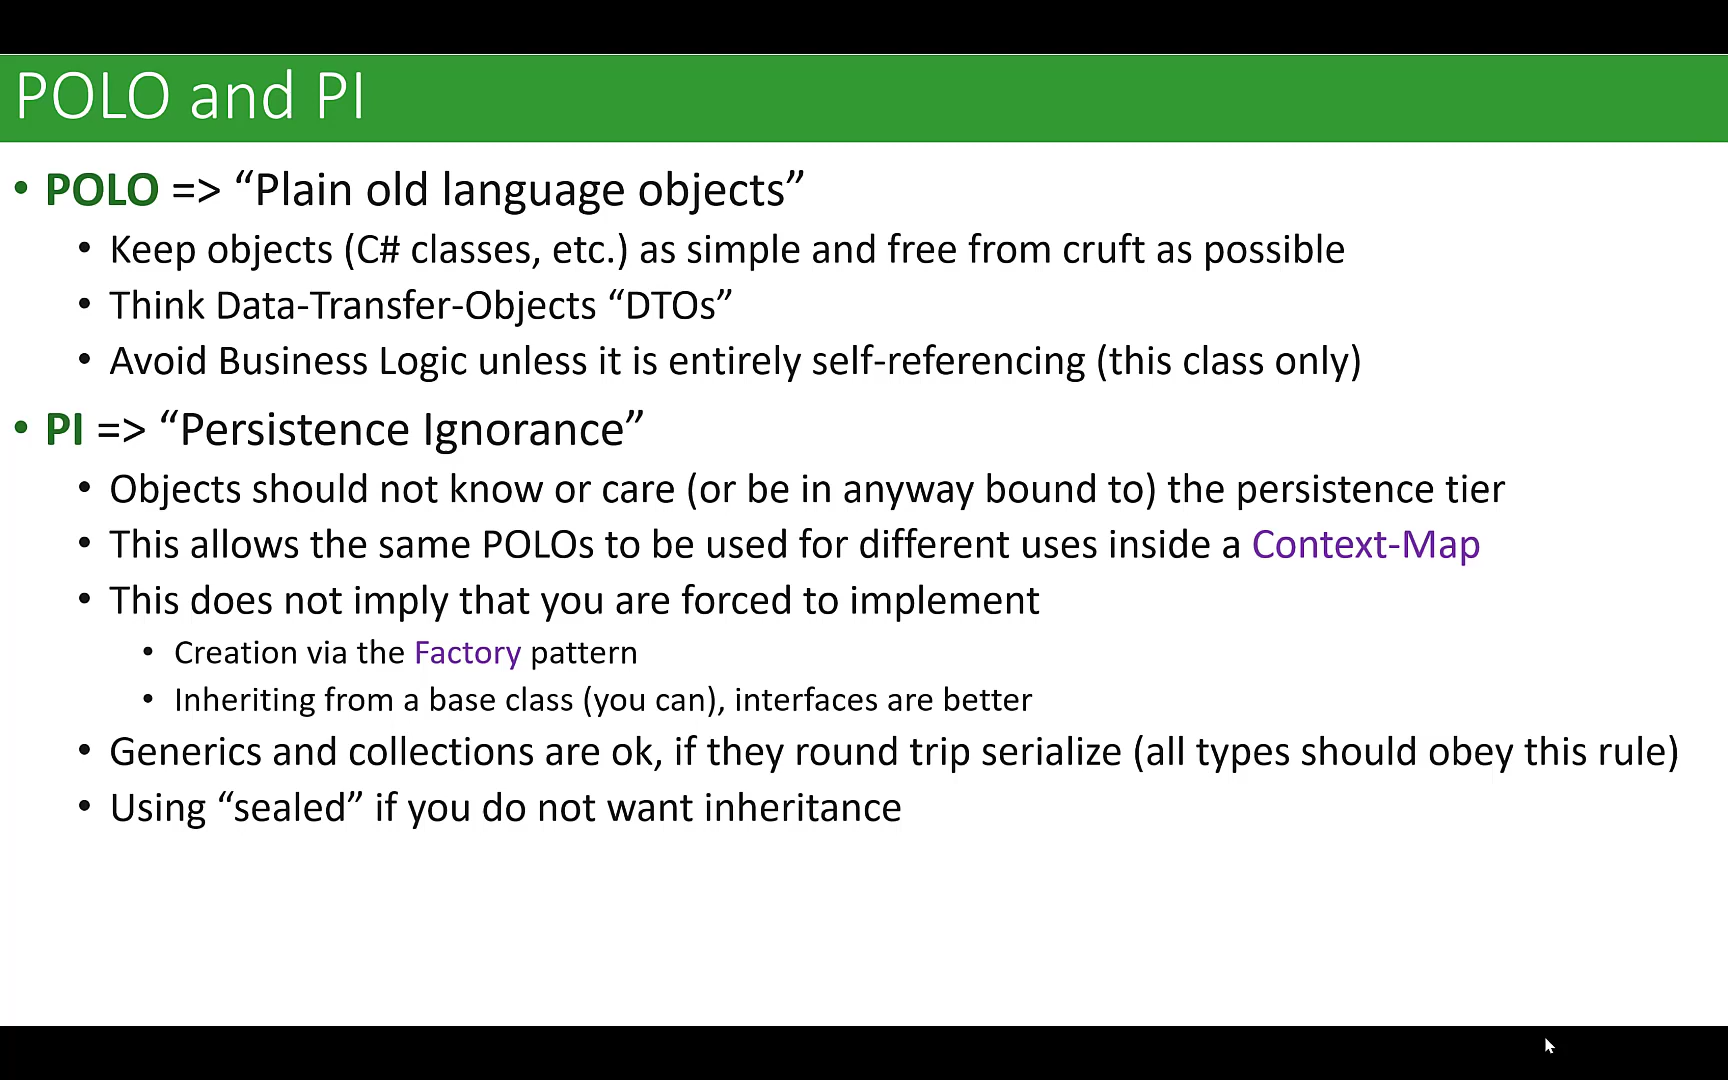 POLO and PI
• POLO => “Plain old language objects”
• Keep objects (C# classes, etc.) as simple and free from cruft as possible
• Think Data-Transfer-Objects “DTOs”
• Avoid Business Logic unless it is entirely self-referencing (this class only)
• PI => “Persistence Ignorance”
• Objects should not know or care (or be in anyway bound to) the persistence tier
• This allows the same POLOs to be used for different uses inside a Context-Map
• This does not imply that you are forced to implement
• Creation via the Factory pattern
• Inheriting from a base class (you can), interfaces are better
• Generics and collections are ok, if they round trip serialize (all types should obey this rule)
• Using “sealed” if you do not want inheritance